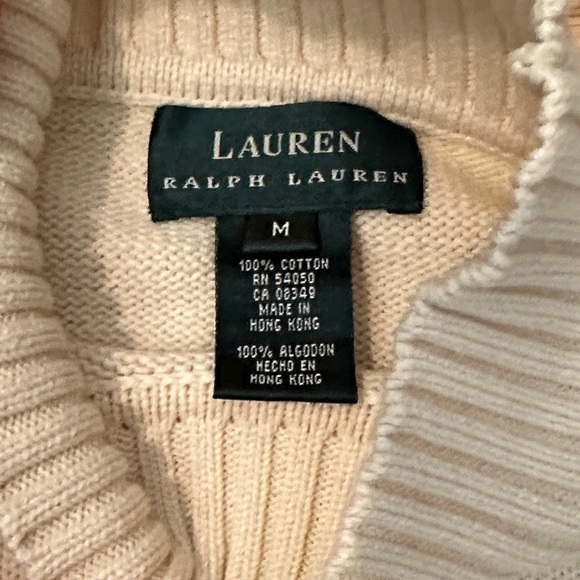 LAUREN
RALPH LAUREN
M
100% COTTON
RN 54050
CA 08349
MADE IN
HONG KONG
100% ALGODON
HECHO EN
HONG KONG